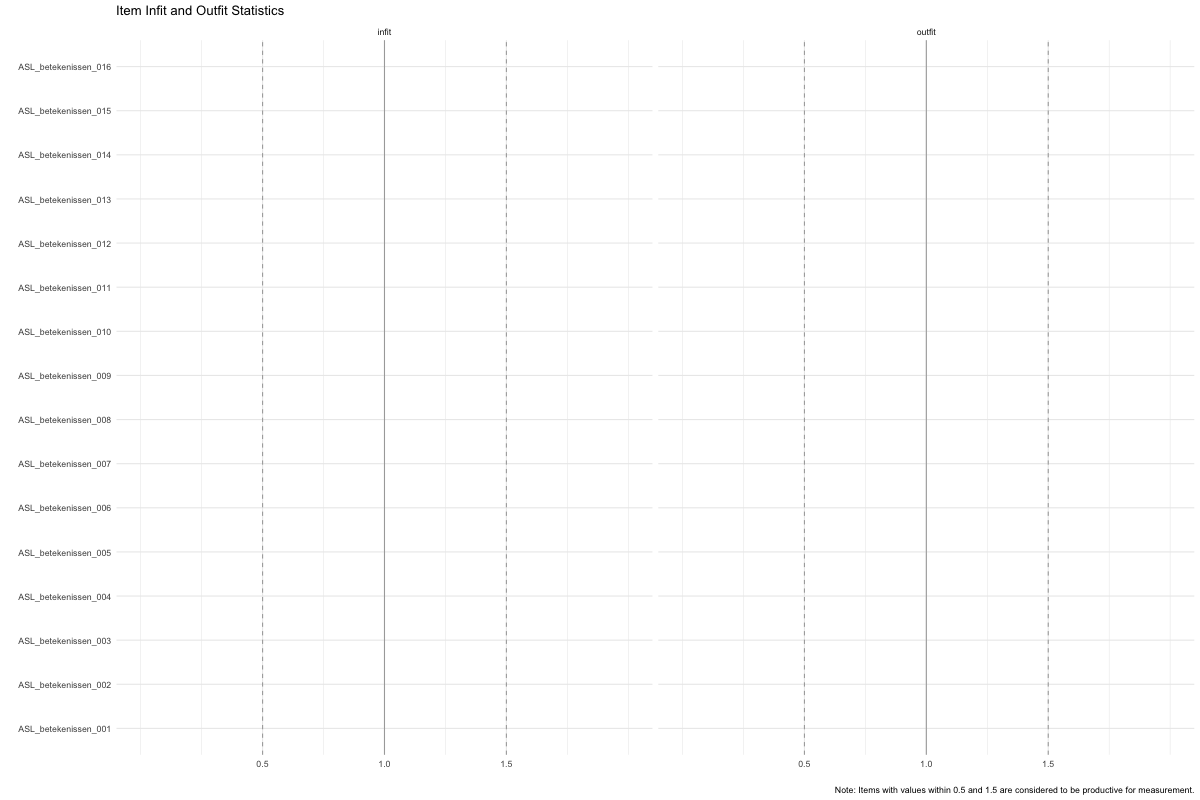 Item Infit and Outfit Statistics
infit
outfit
ASL_betekenissen_016
ASL_betekenissen_015
ASL_betekenissen_014
ASL_betekenissen_013
ASL_betekenissen_012
ASL_betekenissen_011
ASL_betekenissen_010
ASL_betekenissen_009
ASL_betekenissen_008
ASL_betekenissen_007
ASL_betekenissen_006
ASL_betekenissen_005
ASL_betekenissen_004
ASL_betekenissen_003
ASL_betekenissen_002
ASL_betekenissen_001
0.5 1.0 1.5 0.5 1.0 1.5
Note: Items with values within 0.5 and 1.5 are considered to be productive for measurement.